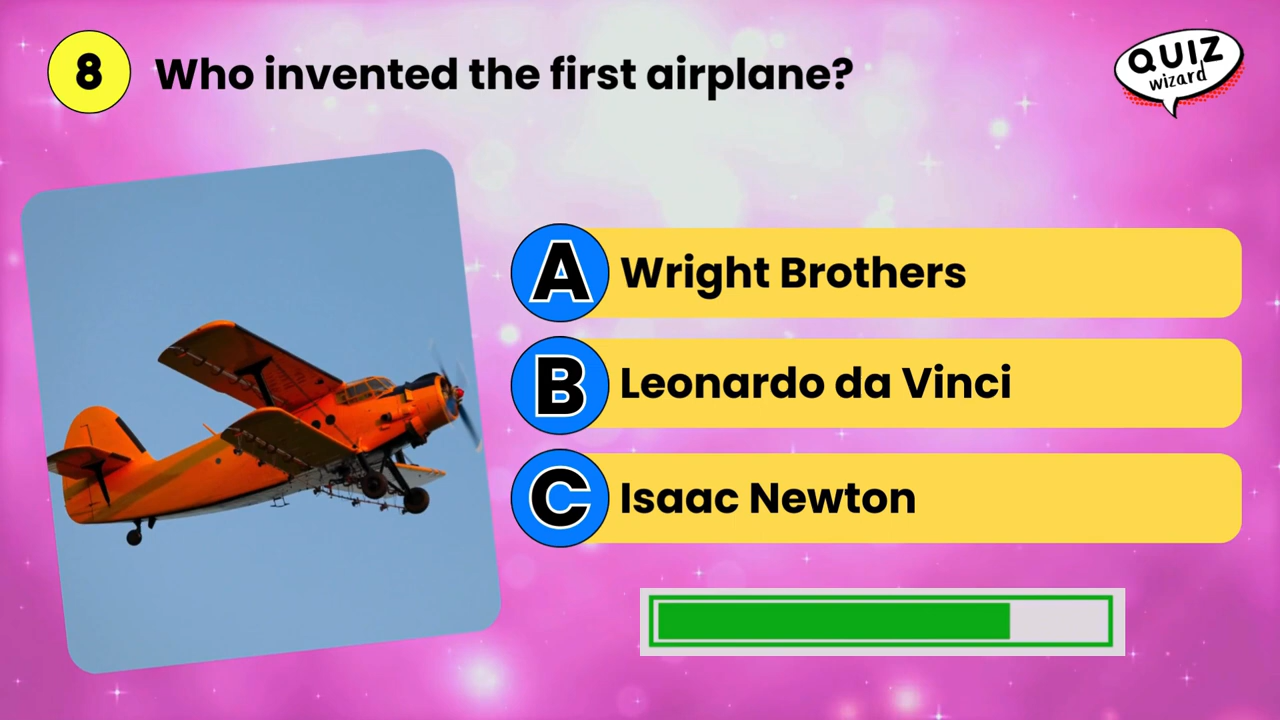 8
Who invented the first airplane?
QUIZ
wizard
A
Wright Brothers
B
Leonardo da Vinci
C
Isaac Newton